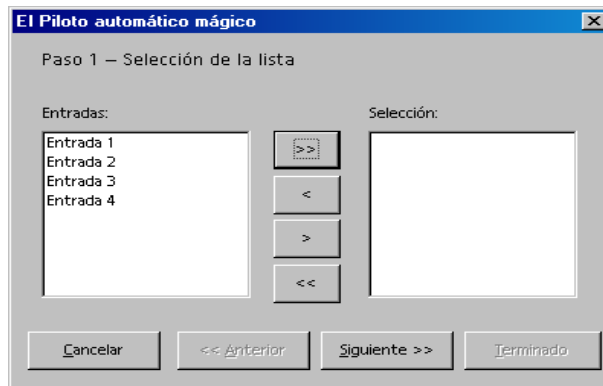 El Piloto automático mágico
Paso 1 – Selección de la lista
Entradas:
Selección:
Entrada 1
Entrada 2
Entrada 3
Entrada 4
>>
<
>
<<
Cancelar
<< Anterior
Siguiente >>
Terminado